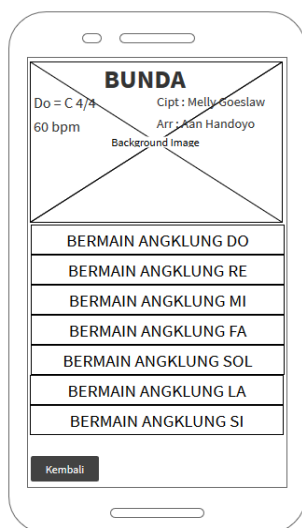 BUNDA
Do = C 4/4
Cipt : Melly Goeslaw
60 bpm
Arr : Aan Handoyo
Background Image
BERMAIN ANGKLUNG DO
BERMAIN ANGKLUNG RE
BERMAIN ANGKLUNG MI
BERMAIN ANGKLUNG FA
BERMAIN ANGKLUNG SOL
BERMAIN ANGKLUNG LA
BERMAIN ANGKLUNG SI
Kembali